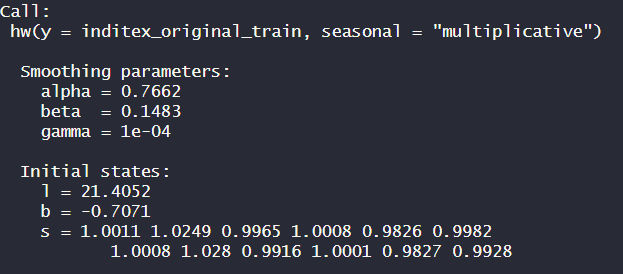 Call:
hw(y = inditex_original_train, seasonal = "multiplicative")
Smoothing parameters:
alpha = 0.7662
beta  = 0.1483
gamma = 1e-04
Initial states:
l = 21.4052
b = -0.7071
s = 1.0011 1.0249 0.9965 1.0008 0.9826 0.9982
1.0008 1.028 0.9916 1.0001 0.9827 0.9928